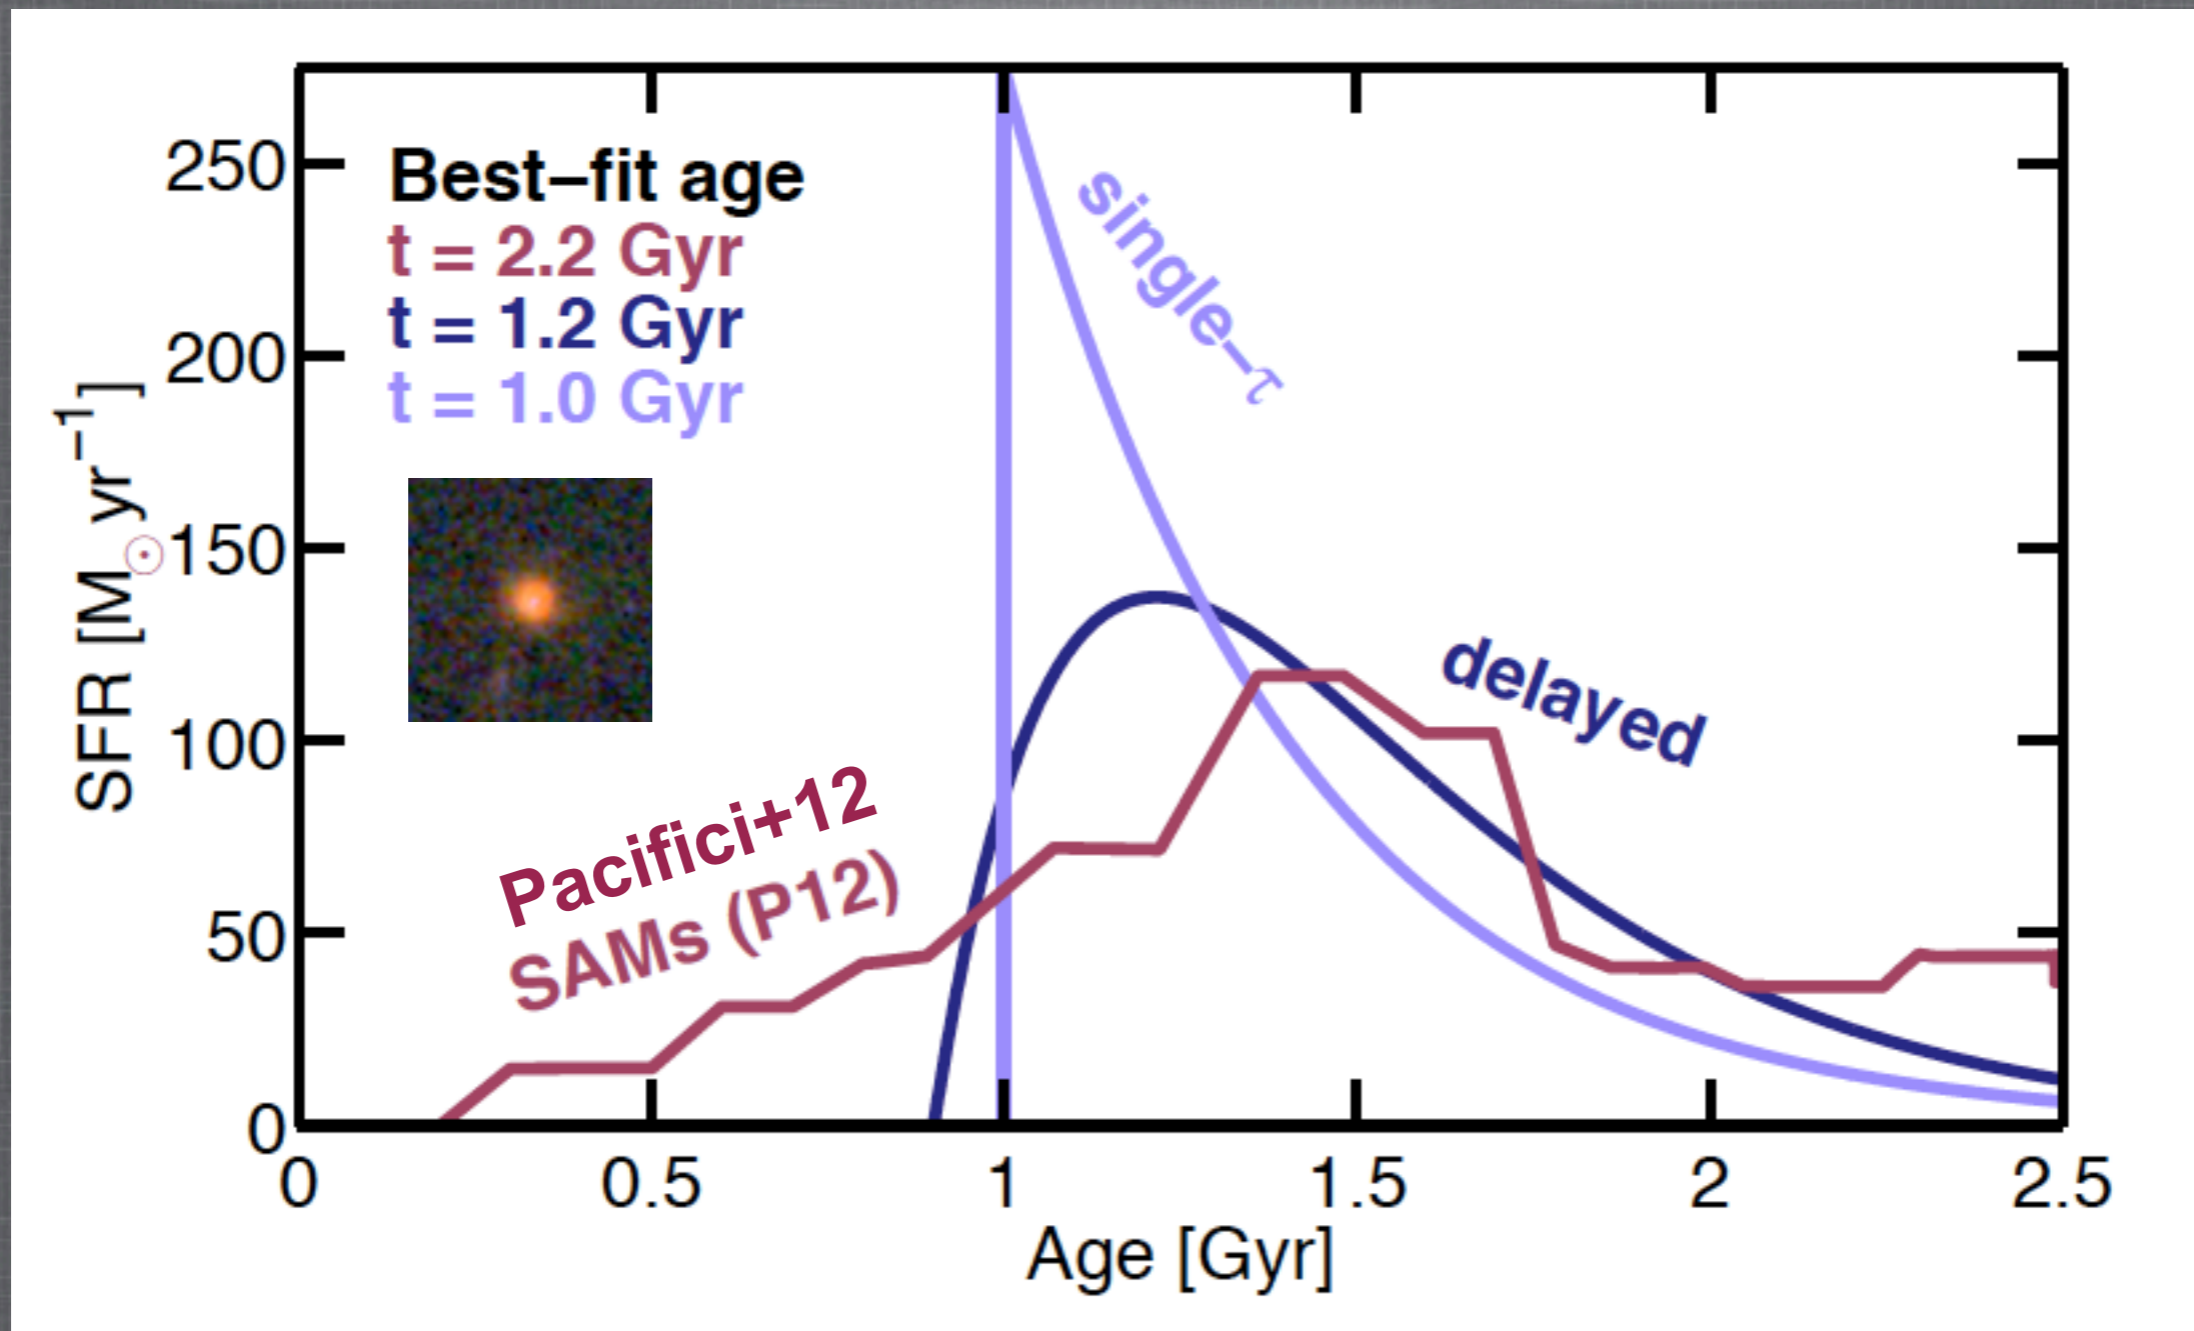 Best–fit age
t = 2.2 Gyr
t = 1.2 Gyr
t = 1.0 Gyr
single–τ
delayed
Pacifici+12
SAMs (P12)
SFR [M☉yr⁻¹]
250
200
150
100
50
0
0 0.5 1 1.5 2 2.5
Age [Gyr]